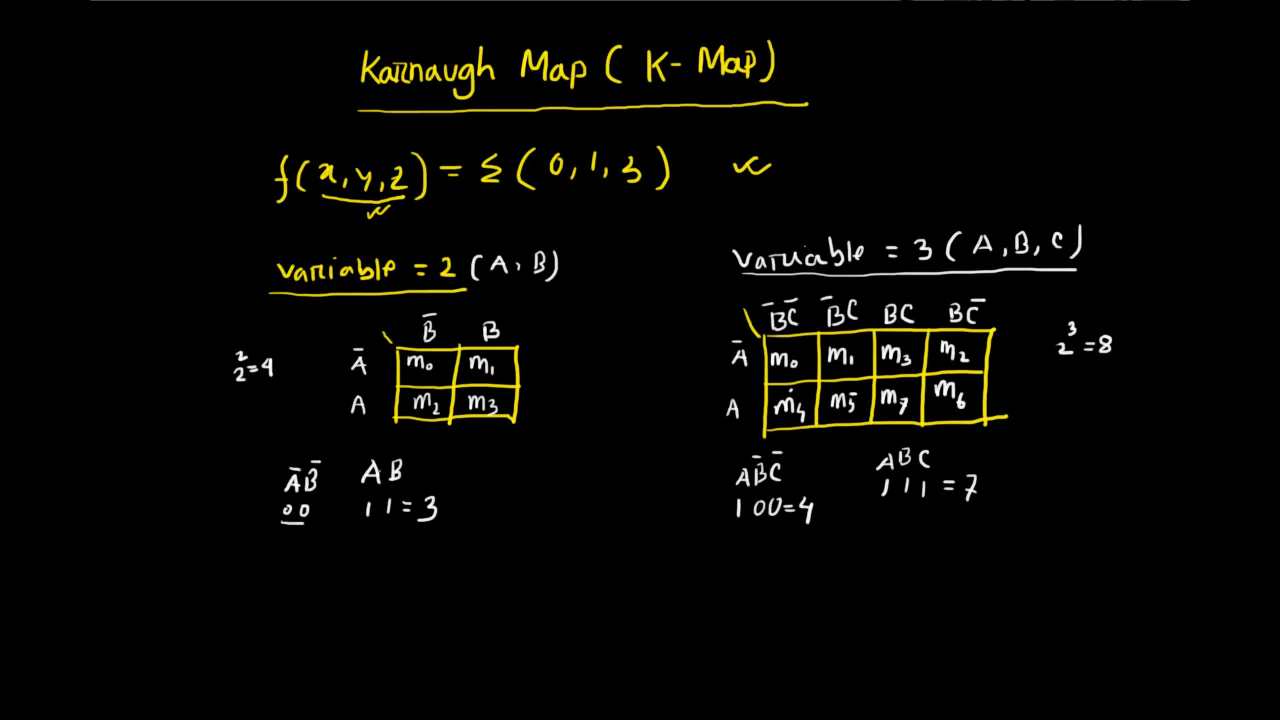 Karnaugh Map ( K- Map)
f(x, y, z) = Σ (0, 1, 3)
variable = 2 (A, B)
B̅ B
2² = 4
A̅ m₀ m₁
A m₂ m₃
A̅B̅ AB
00 11 = 3
variable = 3 (A, B, C)
B̅C̅ B̅C BC BC̅
A̅ m₀ m₁ m₃ m₂
2³ = 8
A m₄ m₅ m₇ m₆
AB̅C̅ ABC
100=4 111 = 7